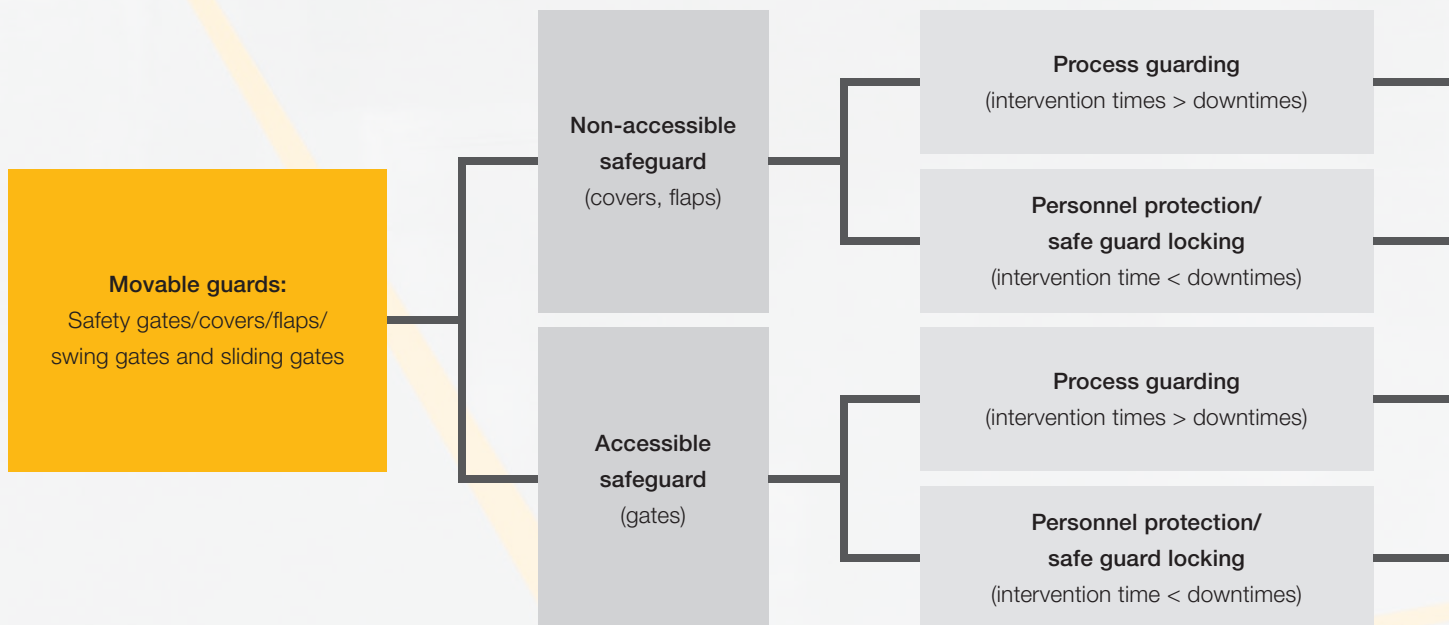 Movable guards:
Safety gates/covers/flaps/
swing gates and sliding gates
Non-accessible
safeguard
(covers, flaps)
Process guarding
(intervention times > downtimes)
Personnel protection/
safe guard locking
(intervention time < downtimes)
Accessible
safeguard
(gates)
Process guarding
(intervention times > downtimes)
Personnel protection/
safe guard locking
(intervention time < downtimes)